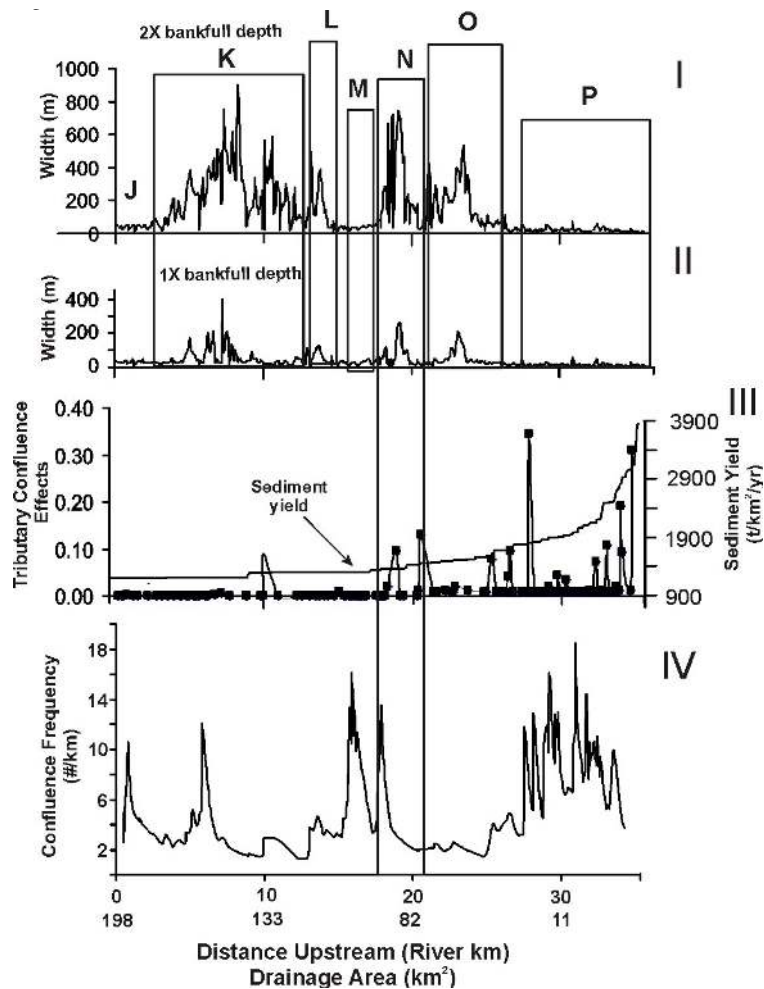 2X bankfull depth
K
L
M
N
O
P
I
1000
800
600
400
200
0
Width (m)
J
II
1X bankfull depth
400
200
0
Width (m)
III
0.40
0.30
0.20
0.10
0.00
Tributary Confluence
Effects
Sediment
yield
3900
2900
1900
900
Sediment Yield
(t/km²/yr)
IV
18
14
10
6
2
Confluence Frequency
(#/km)
0 10 20 30
198 133 82 11
Distance Upstream (River km)
Drainage Area (km²)